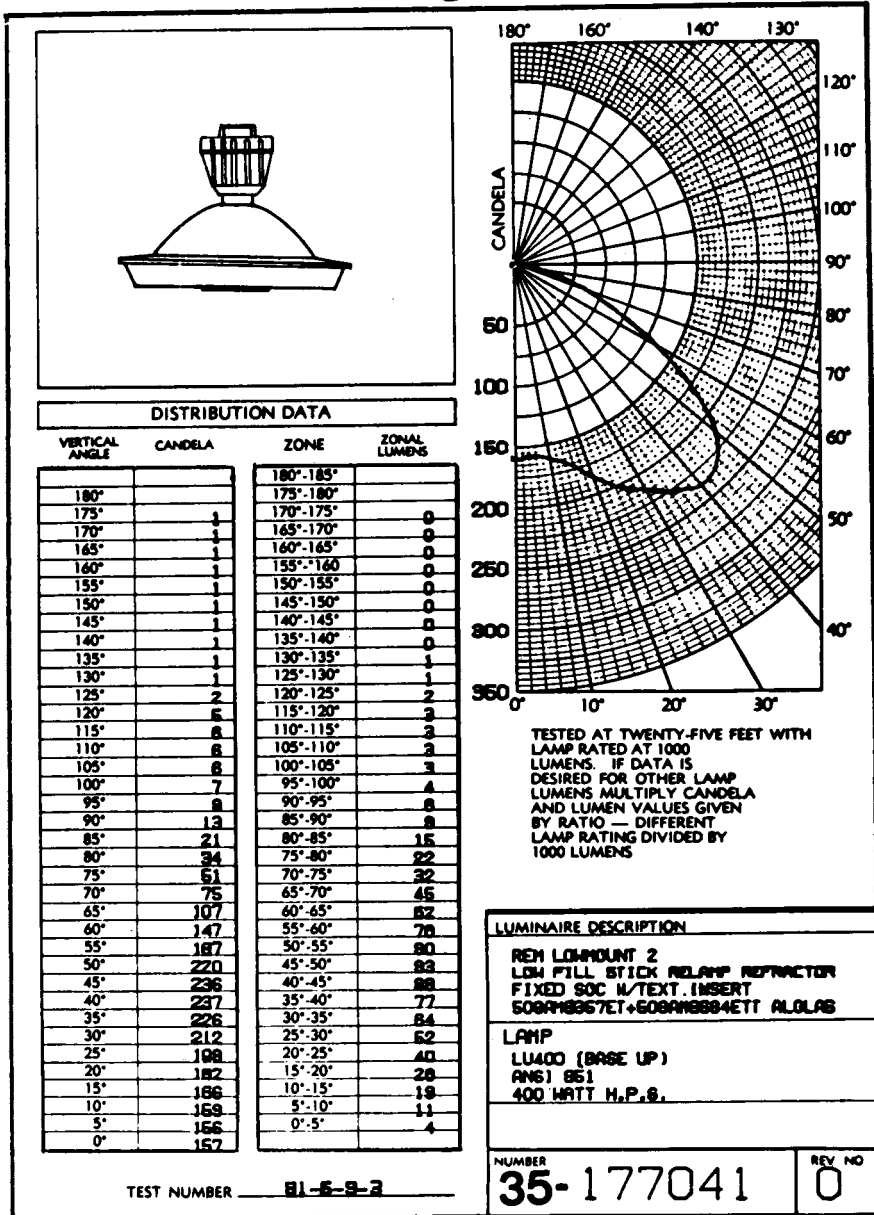 180° 160° 140° 130°
120°
110°
100°
90°
80°
70°
60°
50°
40°
CANDELA
50
100
150
200
250
300
350
0° 10° 20° 30°
DISTRIBUTION DATA
VERTICAL ANGLE CANDELA ZONE ZONAL LUMENS
180°-185°
180° 175°-180°
175° 1 170°-175° 0
170° 1 165°-170° 0
165° 1 160°-165° 0
160° 1 155°-°160 0
155° 1 150°-155° 0
150° 1 145°-150° 0
145° 1 140°-145° 0
140° 1 135°-140° 0
135° 1 130°-135° 1
130° 1 125°-130° 1
125° 2 120°-125° 2
120° 5 115°-120° 3
115° 6 110°-115° 3
110° 6 105°-110° 3
105° 6 100°-105° 3
100° 7 95°-100° 4
95° 90°-95°
90° 13 85°-90°
85° 21 80°-85° 15
80° 34 75°-80° 22
75° 51 70°-75° 32
70° 75 65°-70° 45
65° 107 60°-65°
60° 147 55°-60°
55° 187 50°-55° 80
50° 220 45°-50°
45° 236 40°-45°
40° 237 35°-40° 77
35° 226 30°-35° 64
30° 212 25°-30° 52
25° 20°-25° 40
20° 182 15°-20°
15° 10°-15° 19
10° 5°-10° 11
5° 156 0°-5° 4
0° 157
TEST NUMBER
TESTED AT TWENTY-FIVE FEET WITH
LAMP RATED AT 1000
LUMENS. IF DATA IS
DESIRED FOR OTHER LAMP
LUMENS MULTIPLY CANDELA
AND LUMEN VALUES GIVEN
BY RATIO — DIFFERENT
LAMP RATING DIVIDED BY
1000 LUMENS
LUMINAIRE DESCRIPTION
REM LOWMOUNT 2
LOW FILL STICK RELAMP REFRACTOR
FIXED SOC W/TEXT.INSERT
LAMP
LU400 (BASE UP)
400 WATT H.P.S.
NUMBER
35-177041
REV NO
0